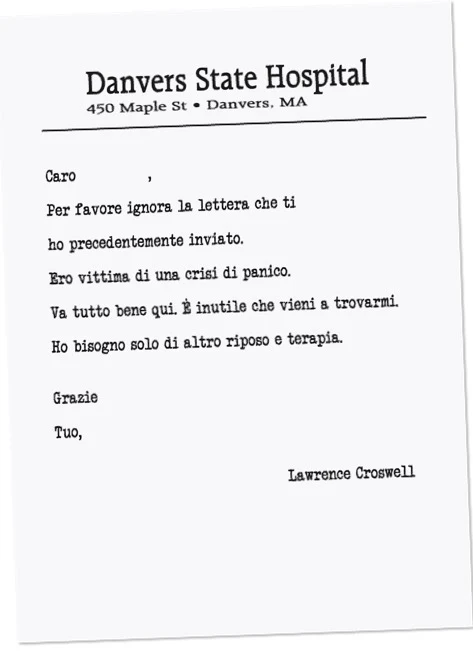 Danvers State Hospital
450 Maple St • Danvers, MA
Caro ,
Per favore ignora la lettera che ti
ho precedentemente inviato.
Ero vittima di una crisi di panico.
Va tutto bene qui. È inutile che vieni a trovarmi.
Ho bisogno solo di altro riposo e terapia.
Grazie
Tuo,
Lawrence Croswell